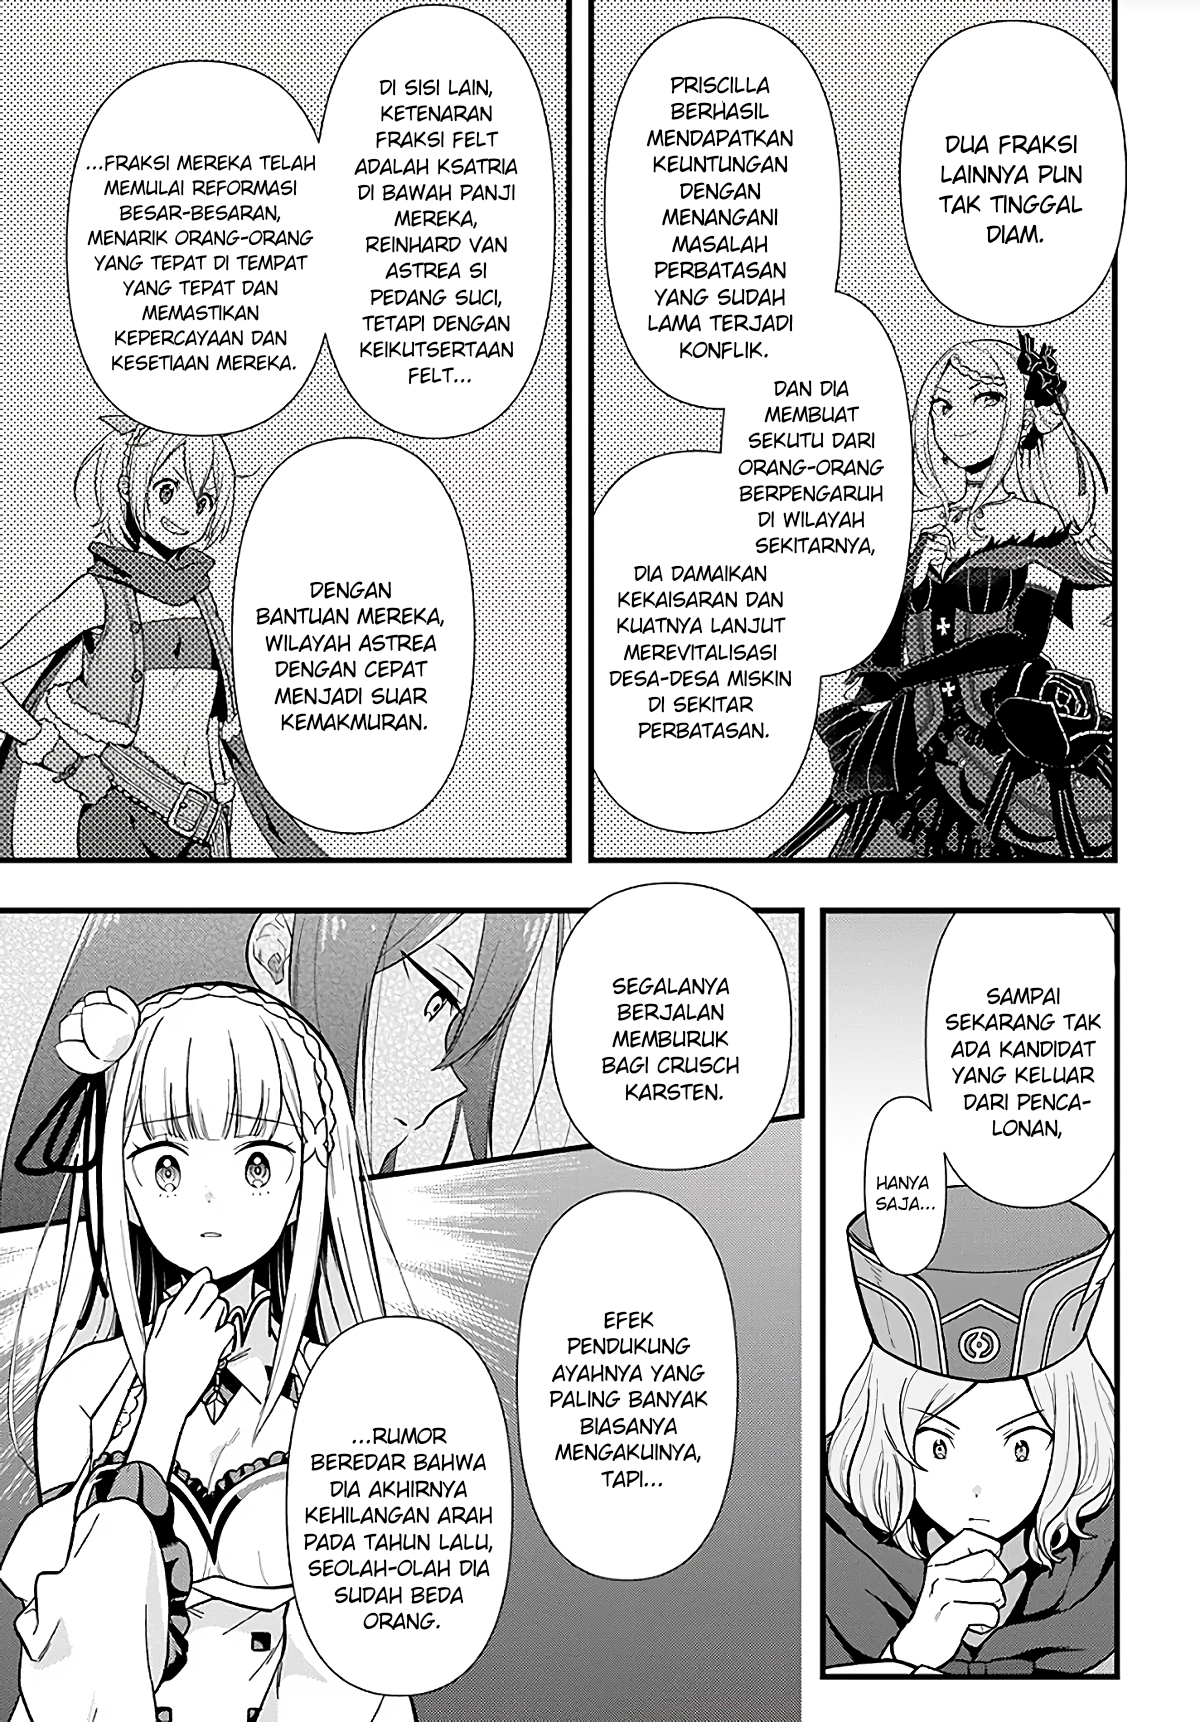 DUA FRAKSI
LAINNYA PUN
TAK TINGGAL
DIAM.
PRISCILLA
BERHASIL
MENDAPATKAN
KEUNTUNGAN
DENGAN
MENANGANI
MASALAH
PERBATASAN
YANG SUDAH
LAMA TERJADI
KONFLIK.
DAN DIA
MEMBUAT
SEKUTU DARI
ORANG-ORANG
BERPENGARUH
DI WILAYAH
SEKITARNYA,
DIA DAMAIKAN
KEKAISARAN DAN
KUATNYA LANJUT
MEREVITALISASI
DESA-DESA MISKIN
DI SEKITAR
PERBATASAN.
DI SISI LAIN,
KETENARAN
FRAKSI FELT
ADALAH KSATRIA
DI BAWAH PANJI
MEREKA,
REINHARD VAN
ASTREA SI
PEDANG SUCI,
TETAPI DENGAN
KEIKUTSERTAAN
FELT...
...FRAKSI MEREKA TELAH
MEMULAI REFORMASI
BESAR-BESARAN,
MENARIK ORANG-ORANG
YANG TEPAT DI TEMPAT
YANG TEPAT DAN
MEMASTIKAN
KEPERCAYAAN DAN
KESETIAAN MEREKA.
DENGAN
BANTUAN MEREKA,
WILAYAH ASTREA
DENGAN CEPAT
MENJADI SUAR
KEMAKMURAN.
SAMPAI
SEKARANG TAK
ADA KANDIDAT
YANG KELUAR
DARI PENCA-
LONAN,
HANYA
SAJA...
SEGALANYA
BERJALAN
MEMBURUK
BAGI CRUSCH
KARSTEN.
EFEK
PENDUKUNG
AYAHNYA YANG
PALING BANYAK
BIASANYA
MENGAKUINYA,
TAPI...
...RUMOR
BEREDAR BAHWA
DIA AKHIRNYA
KEHILANGAN ARAH
PADA TAHUN LALU,
SEOLAH-OLAH DIA
SUDAH BEDA
ORANG.